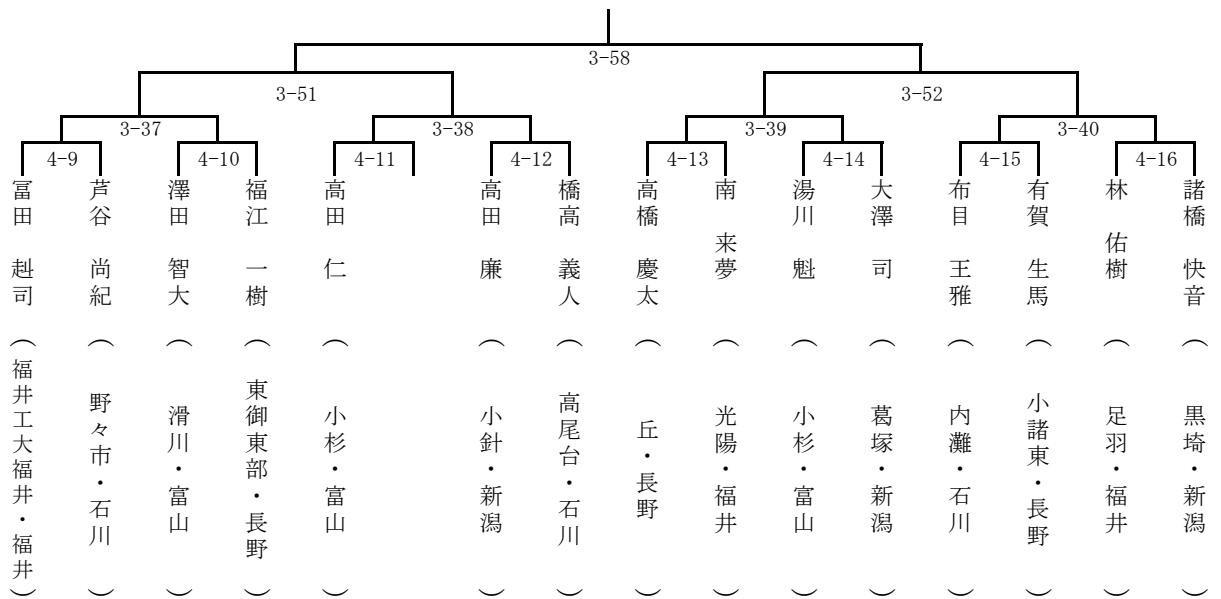 3-58
3-51
3-52
3-37
3-38
3-39
3-40
4-9
4-10
4-11
4-12
4-13
4-14
4-15
4-16
冨田 赳司（福井工大福井・福井）
芦谷 尚紀（野々市・石川）
澤田 智大（滑川・富山）
福江 一樹（東御東部・長野）
高田 仁（小杉・富山）
高田 廉（小針・新潟）
橋高 義人（高尾台・石川）
高橋 慶太（丘・長野）
南 来夢（光陽・福井）
湯川 魁（小杉・富山）
大澤 司（葛塚・新潟）
布目 王雅（内灘・石川）
有賀 生馬（小諸東・長野）
林 佑樹（足羽・福井）
諸橋 快音（黒埼・新潟）